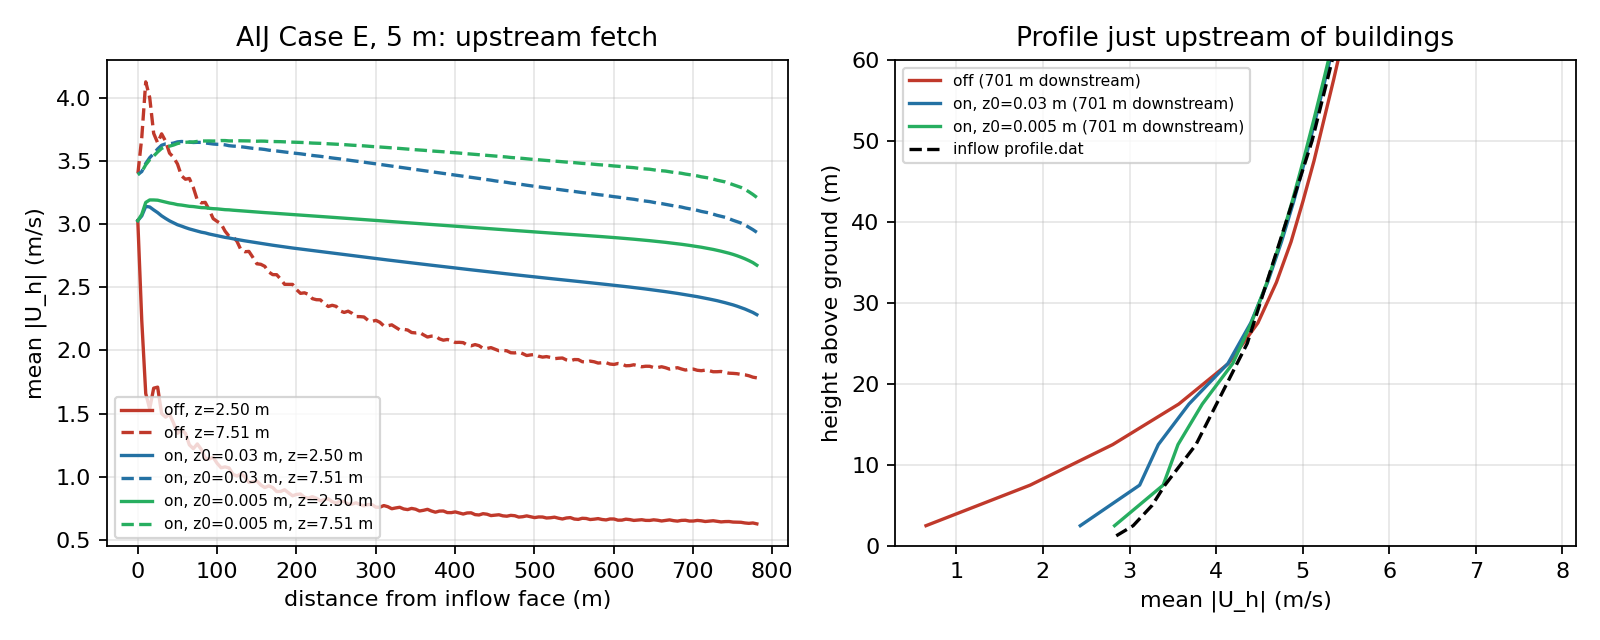 AIJ Case E, 5 m: upstream fetch
mean |U_h| (m/s)
4.0
3.5
3.0
2.5
2.0
1.5
1.0
0.5
off, z=2.50 m
off, z=7.51 m
on, z0=0.03 m, z=2.50 m
on, z0=0.03 m, z=7.51 m
on, z0=0.005 m, z=2.50 m
on, z0=0.005 m, z=7.51 m
0 100 200 300 400 500 600 700 800
distance from inflow face (m)
Profile just upstream of buildings
height above ground (m)
60
50
40
30
20
10
0
off (701 m downstream)
on, z0=0.03 m (701 m downstream)
on, z0=0.005 m (701 m downstream)
inflow profile.dat
1 2 3 4 5 6 7 8
mean |U_h| (m/s)